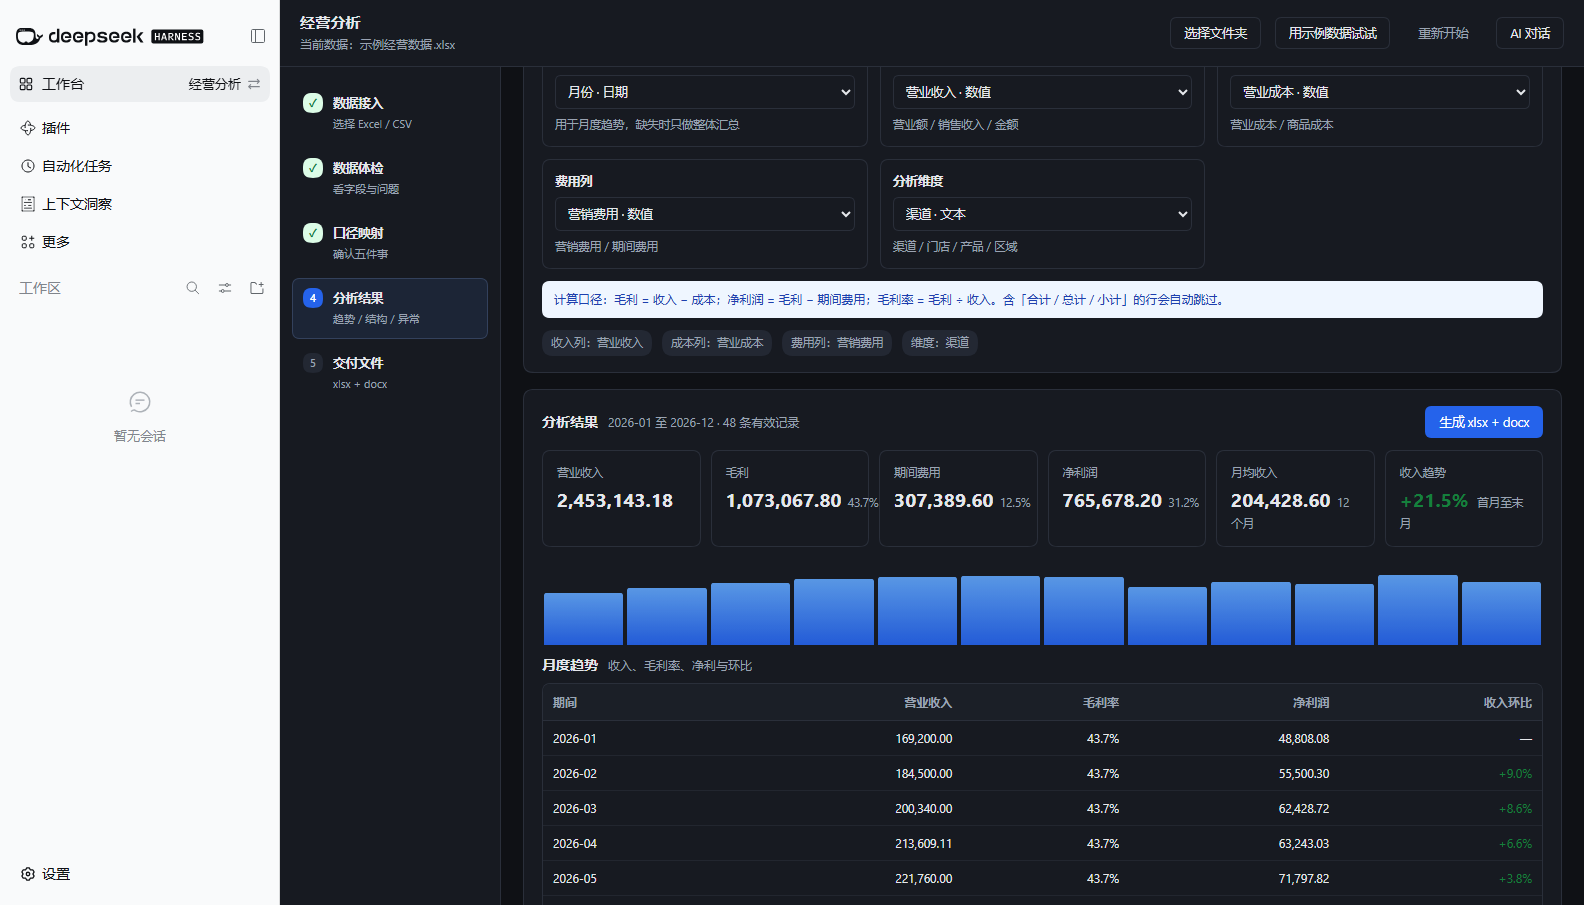 deepseek HARNESS
工作台 经营分析
插件
自动化任务
上下文洞察
更多
工作区
暂无会话
设置
经营分析
当前数据：示例经营数据.xlsx
选择文件夹
用示例数据试试
重新开始
AI 对话
数据接入
选择 Excel / CSV
数据体检
看字段与问题
口径映射
确认五件事
4 分析结果
趋势 / 结构 / 异常
5 交付文件
xlsx + docx
月份 · 日期
用于月度趋势，缺失时只做整体汇总
营业收入 · 数值
营业额 / 销售收入 / 金额
营业成本 · 数值
营业成本 / 商品成本
费用列
营销费用 · 数值
营销费用 / 期间费用
分析维度
渠道 · 文本
渠道 / 门店 / 产品 / 区域
计算口径：毛利 = 收入 − 成本；净利润 = 毛利 − 期间费用；毛利率 = 毛利 ÷ 收入。含「合计 / 总计 / 小计」的行会自动跳过。
收入列：营业收入 成本列：营业成本 费用列：营销费用 维度：渠道
分析结果 2026-01 至 2026-12 · 48 条有效记录
生成 xlsx + docx
营业收入
2,453,143.18
毛利
1,073,067.80 43.7%
期间费用
307,389.60 12.5%
净利润
765,678.20 31.2%
月均收入
204,428.60 12
个月
收入趋势
+21.5% 首月至末
月
月度趋势 收入、毛利率、净利与环比
期间 营业收入 毛利率 净利润 收入环比
2026-01 169,200.00 43.7% 48,808.08 —
2026-02 184,500.00 43.7% 55,500.30 +9.0%
2026-03 200,340.00 43.7% 62,428.72 +8.6%
2026-04 213,609.11 43.7% 63,243.03 +6.6%
2026-05 221,760.00 43.7% 71,797.82 +3.8%